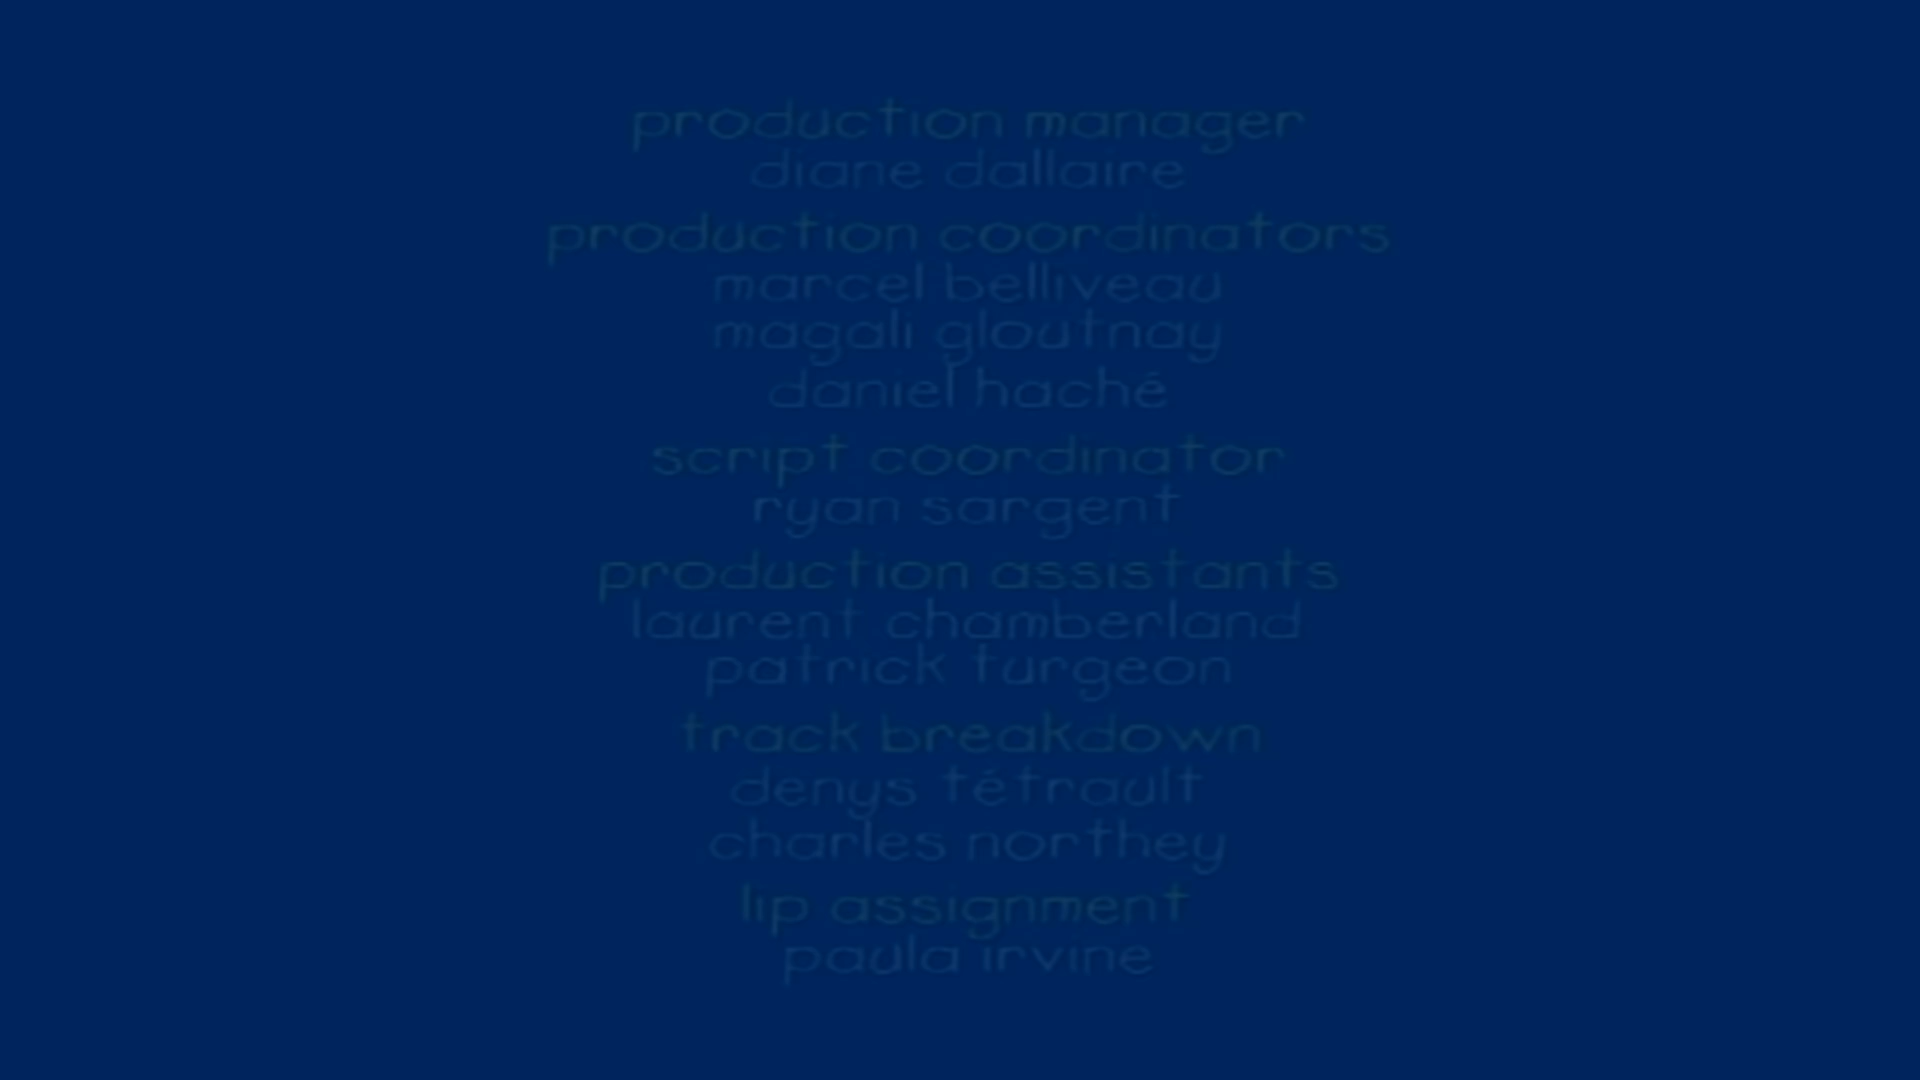 production manager
diane dallaire
production coordinators
marcel belliveau
magali gloutnay
daniel haché
script coordinator
ryan sargent
production assistants
laurent chamberland
patrick turgeon
track breakdown
denys tétrault
charles northey
lip assignment
paula irvine